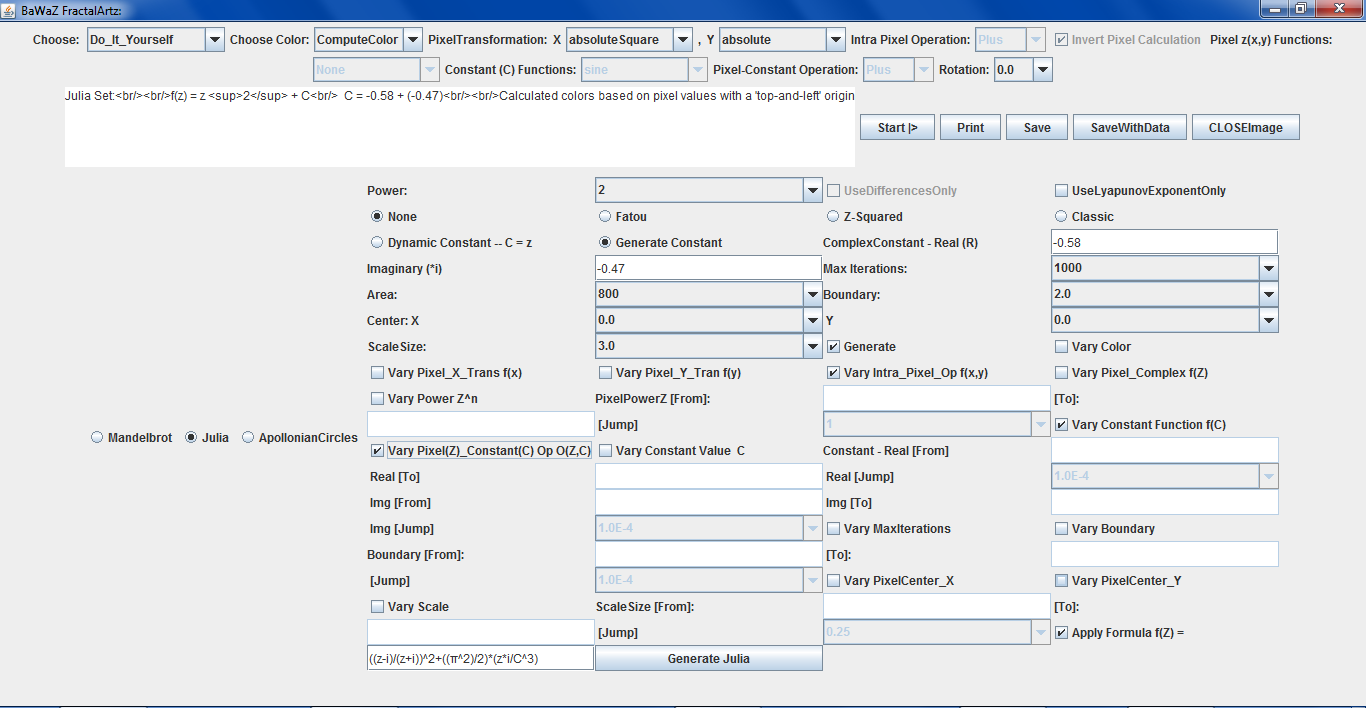 BaWaZ FractalArtz:
Choose: Do_It_Yourself Choose Color: ComputeColor PixelTransformation: X absoluteSquare , Y absolute Intra Pixel Operation: Plus Invert Pixel Calculation Pixel z(x,y) Functions:
None Constant (C) Functions: sine Pixel-Constant Operation: Plus Rotation: 0.0
Julia Set:<br/><br/>f(z) = z <sup>2</sup> + C<br/> C = -0.58 + (-0.47)<br/><br/>Calculated colors based on pixel values with a 'top-and-left' origin
Start |> Print Save SaveWithData CLOSEImage
Power: 2 UseDifferencesOnly UseLyapunovExponentOnly
None Fatou Z-Squared Classic
Dynamic Constant -- C = z Generate Constant ComplexConstant - Real (R) -0.58
Imaginary (*i) -0.47 Max Iterations: 1000
Area: 800 Boundary: 2.0
Center: X 0.0 Y 0.0
ScaleSize: 3.0 Generate Vary Color
Vary Pixel_X_Trans f(x) Vary Pixel_Y_Tran f(y) Vary Intra_Pixel_Op f(x,y) Vary Pixel_Complex f(Z)
Vary Power Z^n PixelPowerZ [From]: [To]:
[Jump] 1 Vary Constant Function f(C)
Mandelbrot Julia ApollonianCircles
Vary Pixel(Z)_Constant(C) Op O(Z,C) Vary Constant Value C Constant - Real [From]
Real [To] Real [Jump] 1.0E-4
Img [From] Img [To]
Img [Jump] 1.0E-4 Vary MaxIterations Vary Boundary
Boundary [From]: [To]:
[Jump] 1.0E-4 Vary PixelCenter_X Vary PixelCenter_Y
Vary Scale ScaleSize [From]: [To]:
[Jump] 0.25 Apply Formula f(Z) =
((z-i)/(z+i))^2+((π^2)/2)*(z*i/C^3) Generate Julia